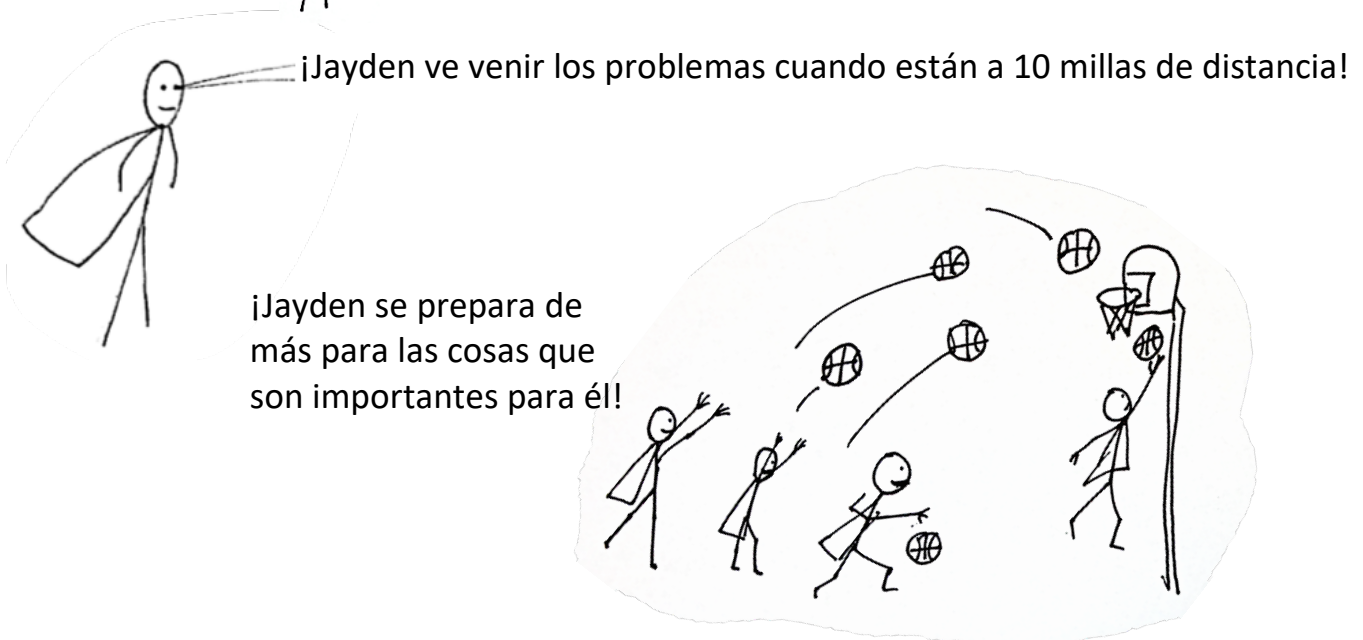 ¡Jayden ve venir los problemas cuando están a 10 millas de distancia!
¡Jayden se prepara de
más para las cosas que
son importantes para él!